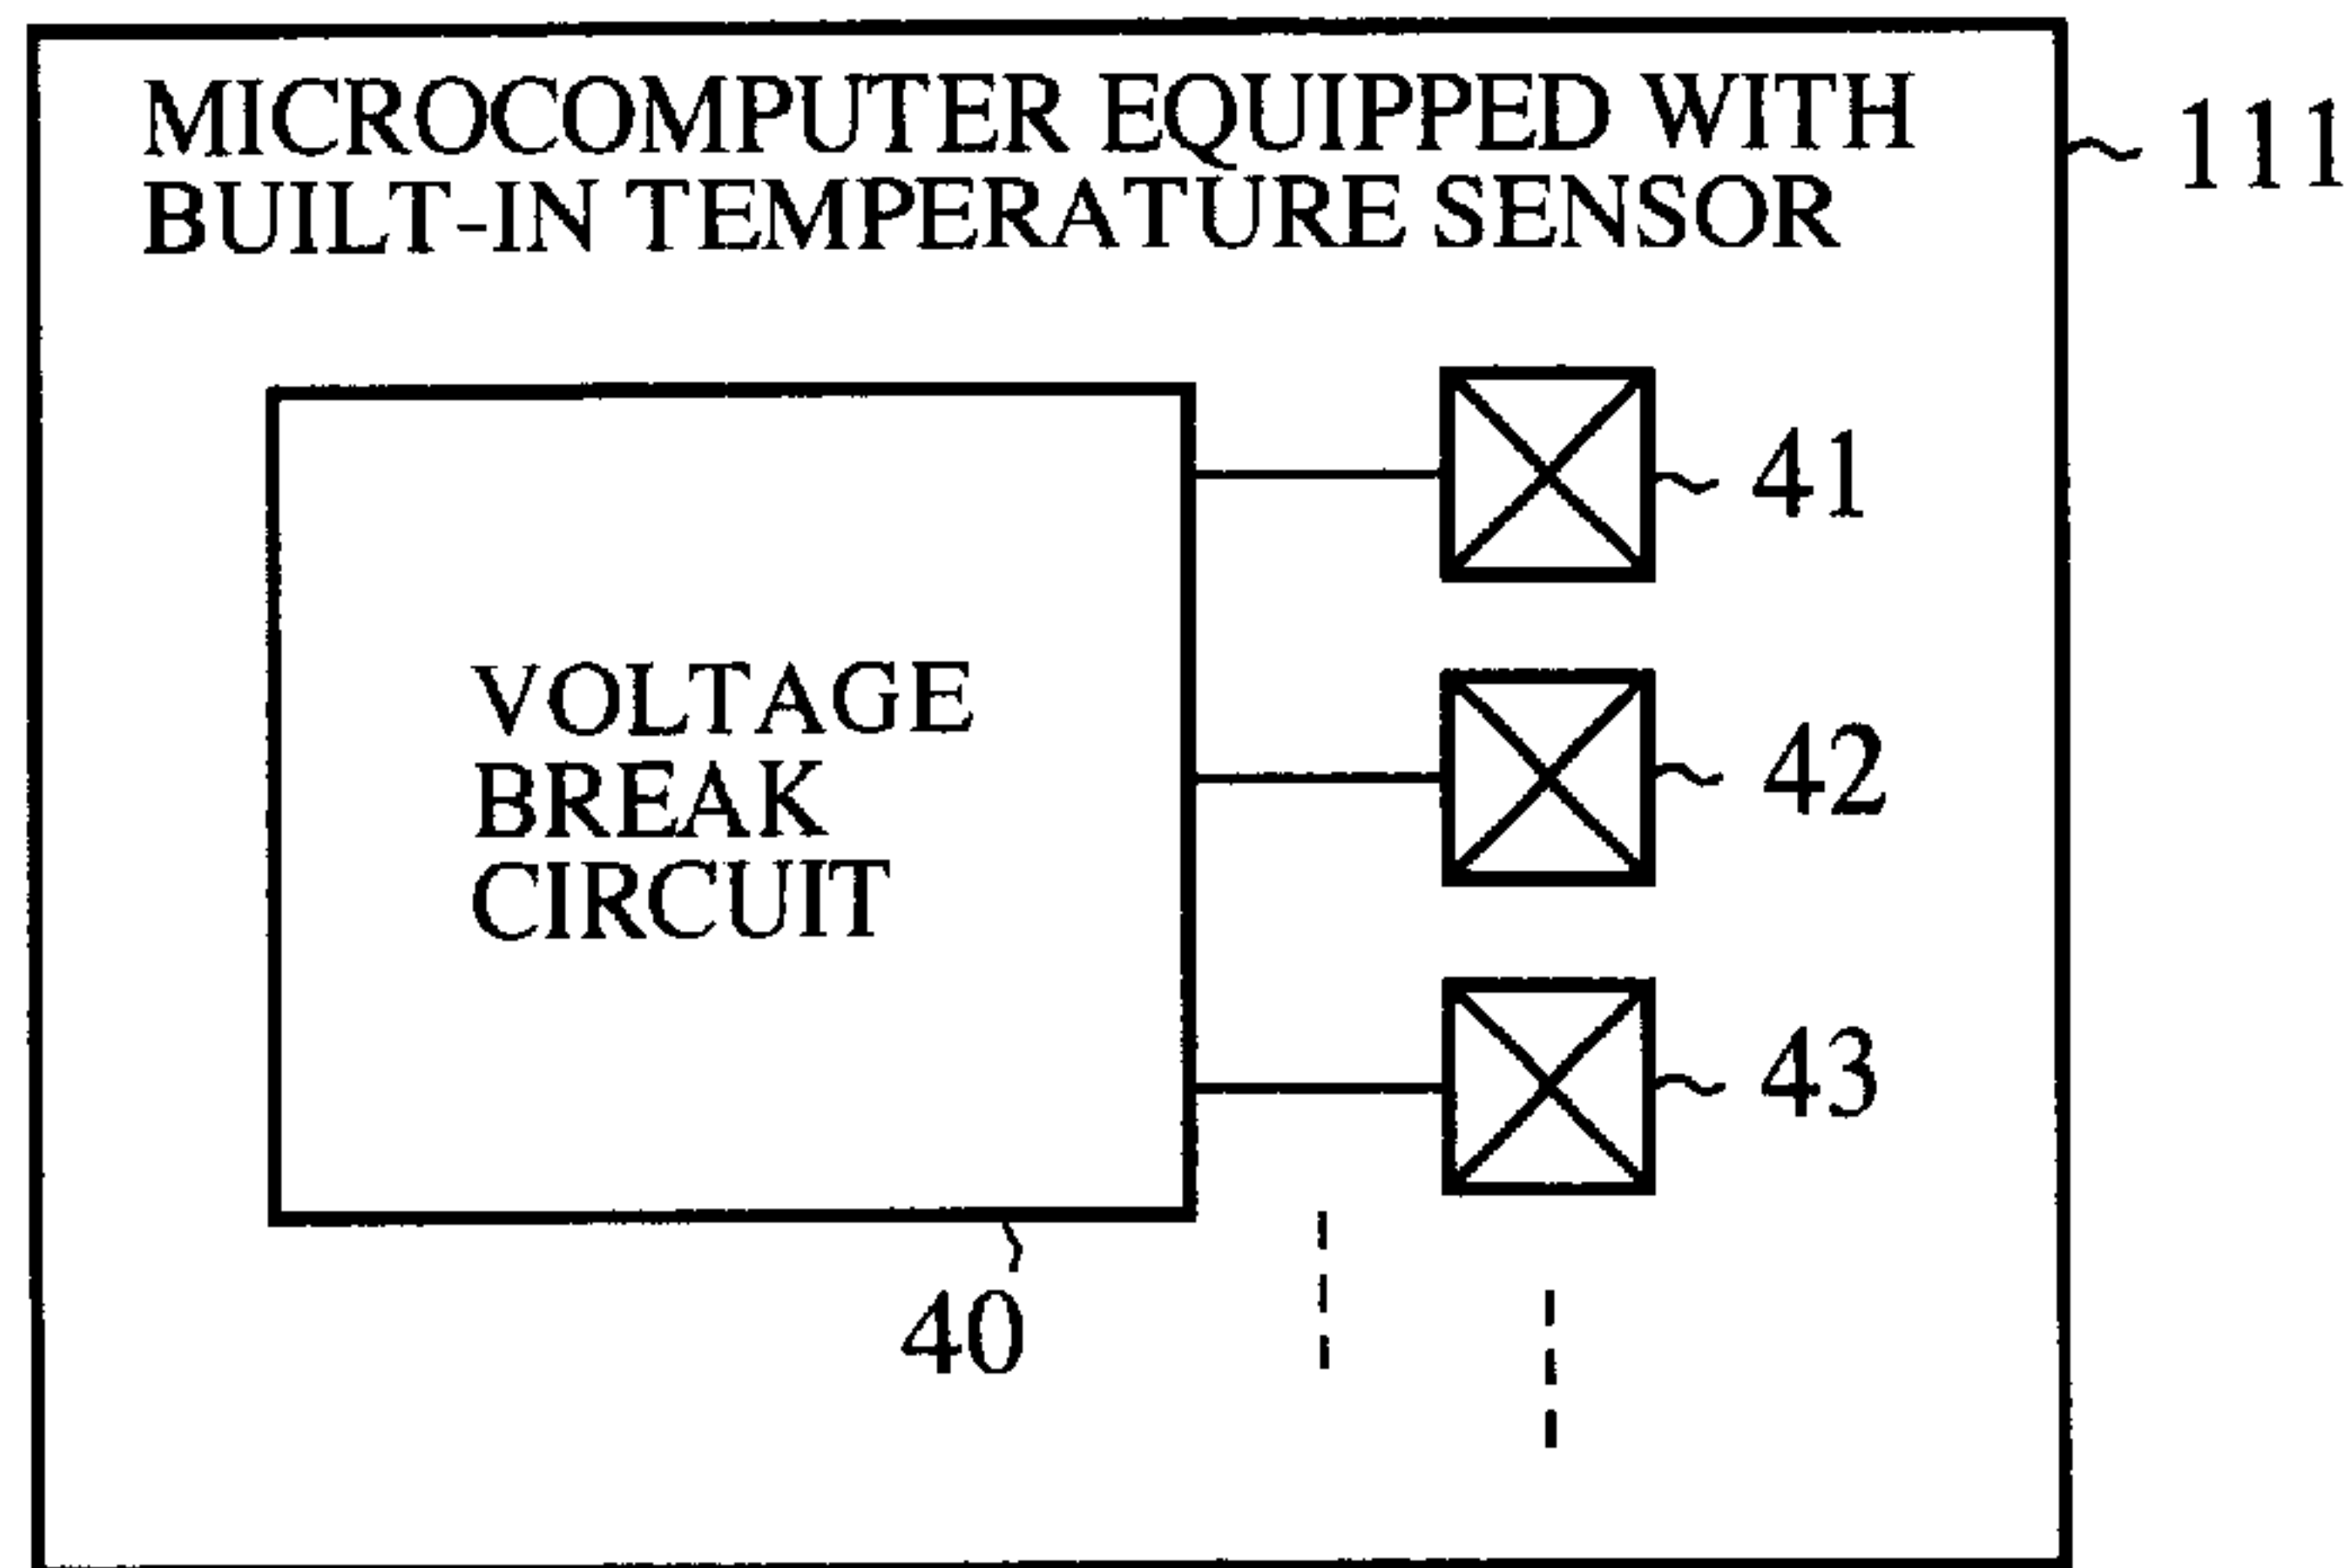 MICROCOMPUTER EQUIPPED WITH
BUILT-IN TEMPERATURE SENSOR
111
41
VOLTAGE
BREAK
CIRCUIT
42
43
40